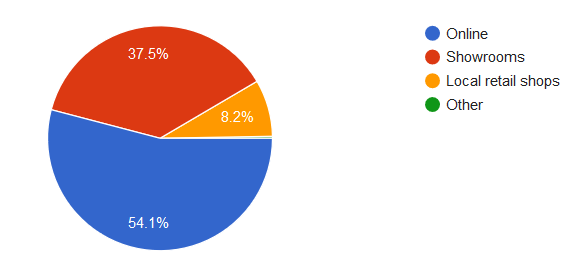 37.5%
8.2%
54.1%
Online
Showrooms
Local retail shops
Other